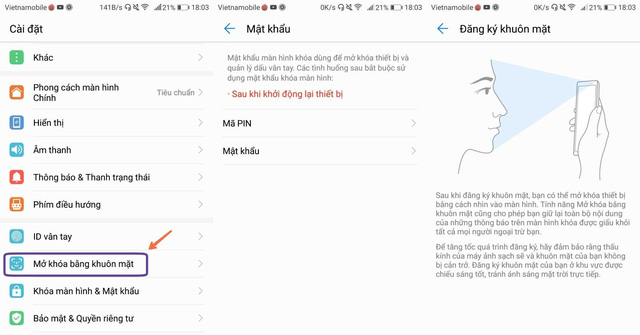 Vietnamobile 141B/s 21% 18:03
Cài đặt
Khác
Phong cách màn hình
Chính
Tiêu chuẩn
Hiển thị
Âm thanh
Thông báo & Thanh trạng thái
Phím điều hướng
ID vân tay
Mở khóa bằng khuôn mặt
Khóa màn hình & Mật khẩu
Bảo mật & Quyền riêng tư
Vietnamobile 0K/s 21% 18:03
Mật khẩu
Mật khẩu màn hình khóa dùng để mở khóa thiết bị và
quản lý dấu vân tay. Các tình huống sau bắt buộc sử
dụng mật khẩu khóa màn hình:
· Sau khi khởi động lại thiết bị
Mã PIN
Mật khẩu
Vietnamobile 0K/s 21% 18:03
Đăng ký khuôn mặt
Sau khi đăng ký khuôn mặt, bạn có thể mở khóa thiết bị
bằng cách nhìn vào màn hình. Tính năng Mở khóa bằng
khuôn mặt cũng cho phép bạn giữ lại toàn bộ nội dung
của những thông báo trên màn hình khóa được giấu khỏi
tất cả mọi người ngoại trừ bạn.
Để tăng tốc quá trình đăng ký, hãy đảm bảo rằng thấu
kính của máy ảnh sạch sẽ và khuôn mặt của bạn không
bị cản trở. Đăng ký khuôn mặt của bạn ở khu vực được
chiếu sáng tốt, tránh ánh sáng mặt trời trực tiếp.